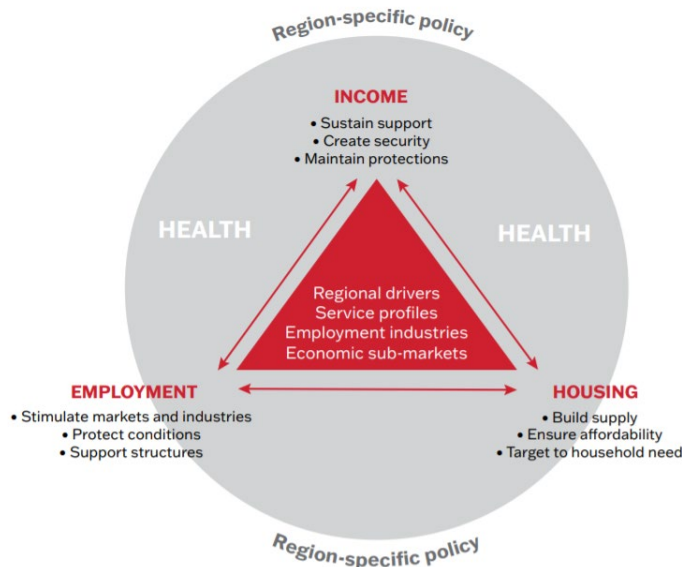 Region-specific policy
INCOME
• Sustain support
• Create security
• Maintain protections
HEALTH
HEALTH
Regional drivers
Service profiles
Employment industries
Economic sub-markets
EMPLOYMENT
• Stimulate markets and industries
• Protect conditions
• Support structures
HOUSING
• Build supply
• Ensure affordability
• Target to household need
Region-specific policy